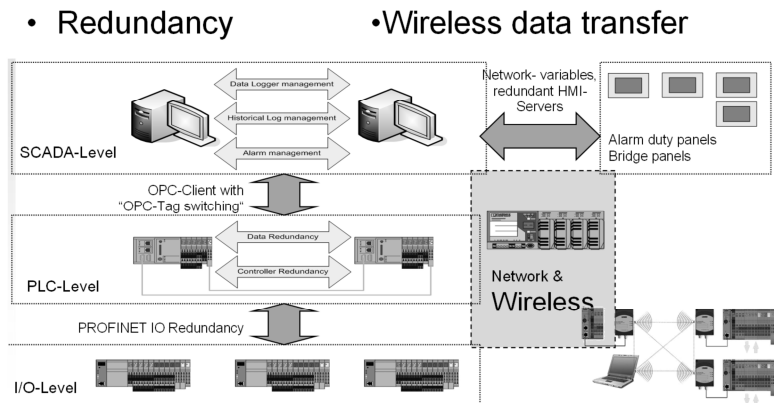 • Redundancy
•Wireless data transfer
Data Logger management
Historical Log management
Alarm management
SCADA-Level
Network- variables,
redundant HMI-
Servers
Alarm duty panels
Bridge panels
OPC-Client with
“OPC-Tag switching“
Data Redundancy
Controller Redundancy
PLC-Level
Network &
Wireless
PROFINET IO Redundancy
I/O-Level